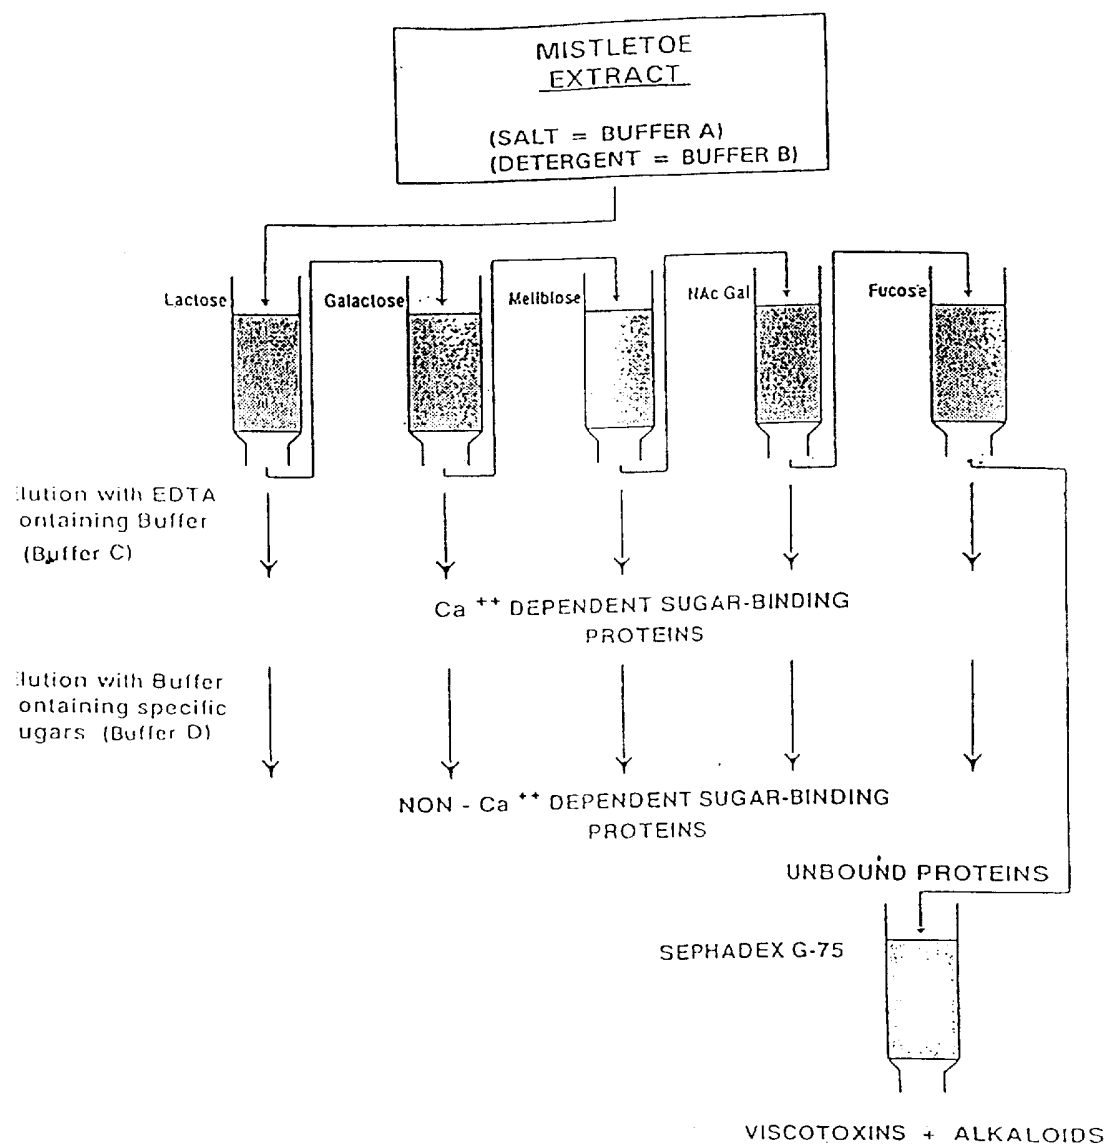 MISTLETOE
EXTRACT
(SALT = BUFFER A)
(DETERGENT = BUFFER B)
Lactose
Galactose
Melibiose
NAc Gal
Fucose
lution with EDTA
ontaining Buffer
(Buffer C)
Ca ++ DEPENDENT SUGAR-BINDING
PROTEINS
lution with Buffer
ontaining specific
ugars (Buffer D)
NON - Ca ++ DEPENDENT SUGAR-BINDING
PROTEINS
UNBOUND PROTEINS
SEPHADEX G-75
VISCOTOXINS + ALKALOIDS